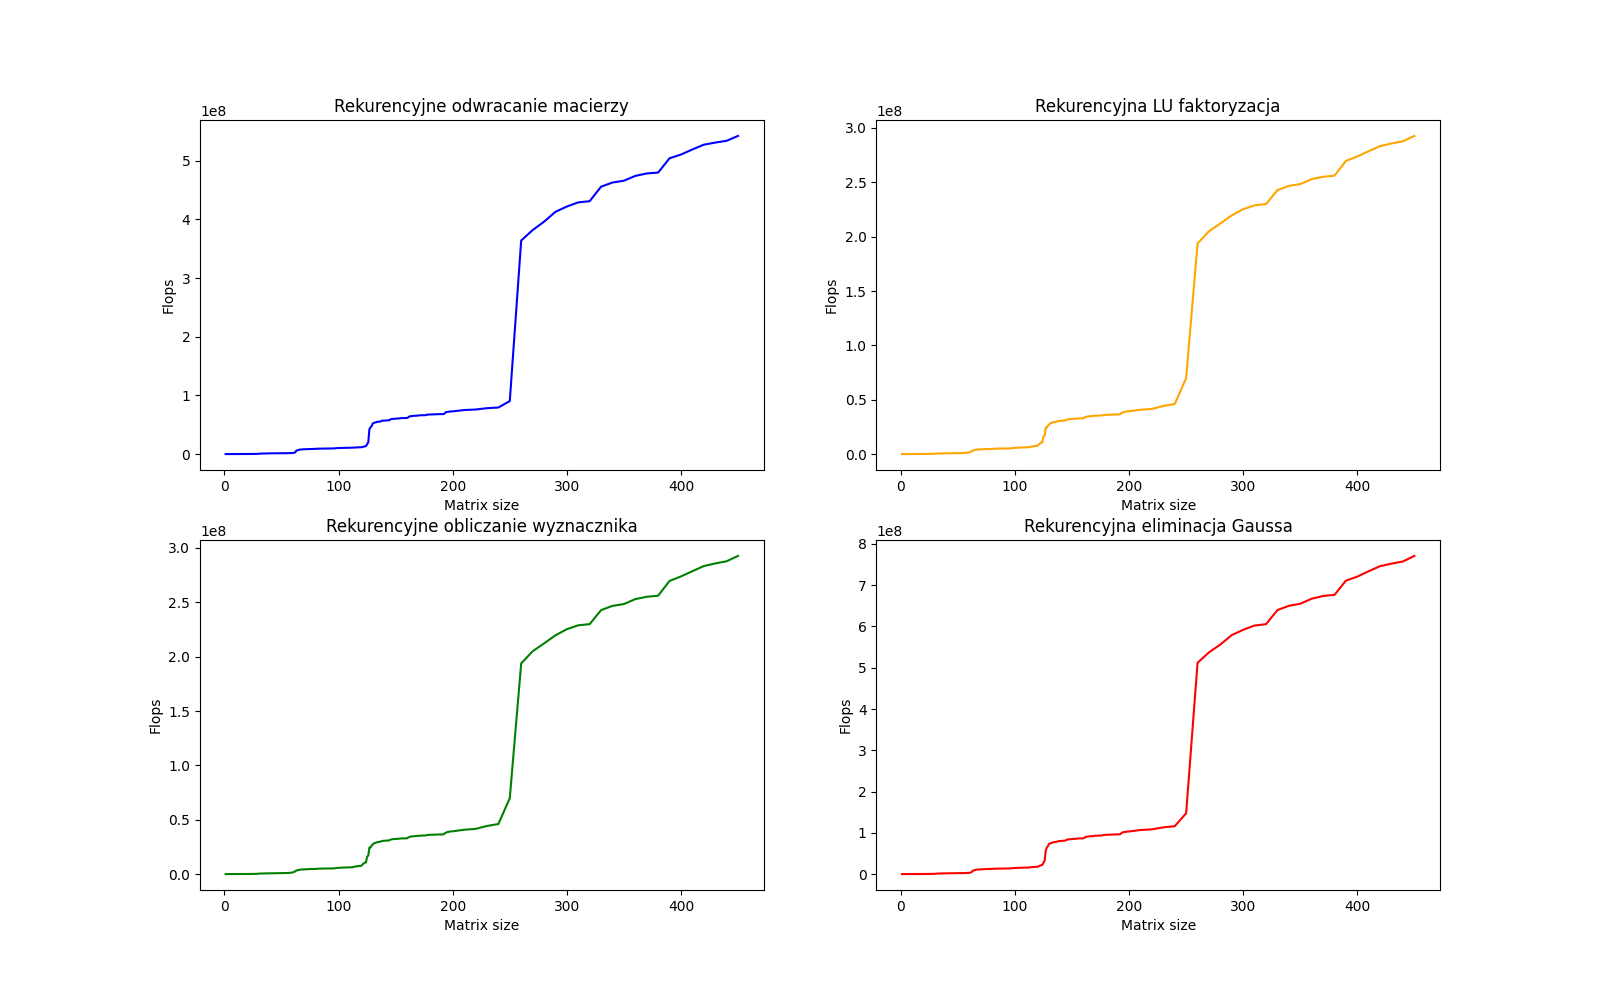 Rekurencyjne odwracanie macierzy
1e8
Flops
5
4
3
2
1
0
0 100 200 300 400
Matrix size
Rekurencyjna LU faktoryzacja
1e8
Flops
3.0
2.5
2.0
1.5
1.0
0.5
0.0
0 100 200 300 400
Matrix size
Rekurencyjne obliczanie wyznacznika
1e8
Flops
3.0
2.5
2.0
1.5
1.0
0.5
0.0
0 100 200 300 400
Matrix size
Rekurencyjna eliminacja Gaussa
1e8
Flops
8
7
6
5
4
3
2
1
0
0 100 200 300 400
Matrix size